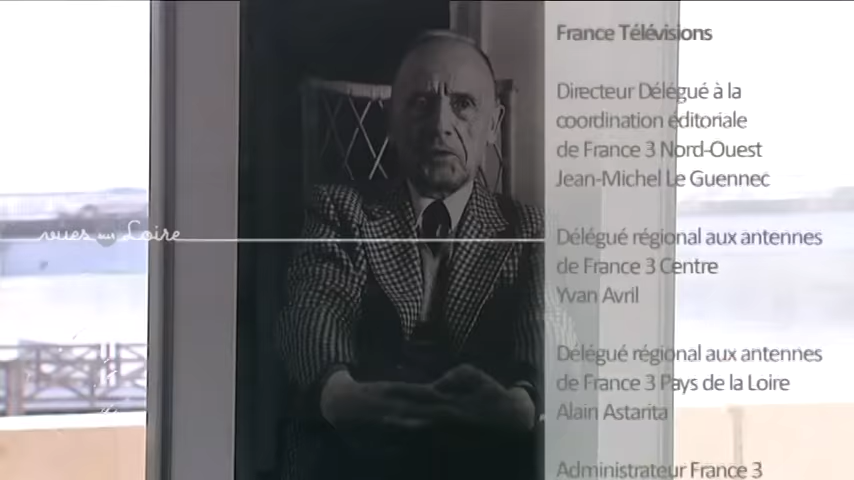 France Télévisions
Directeur Délégué à la
coordination éditoriale
de France 3 Nord-Ouest
Jean-Michel Le Guennec
vues sur Loire
Délégué régional aux antennes
de France 3 Centre
Yvan Avril
Délégué régional aux antennes
de France 3 Pays de la Loire
Alain Astarita
Administrateur France 3